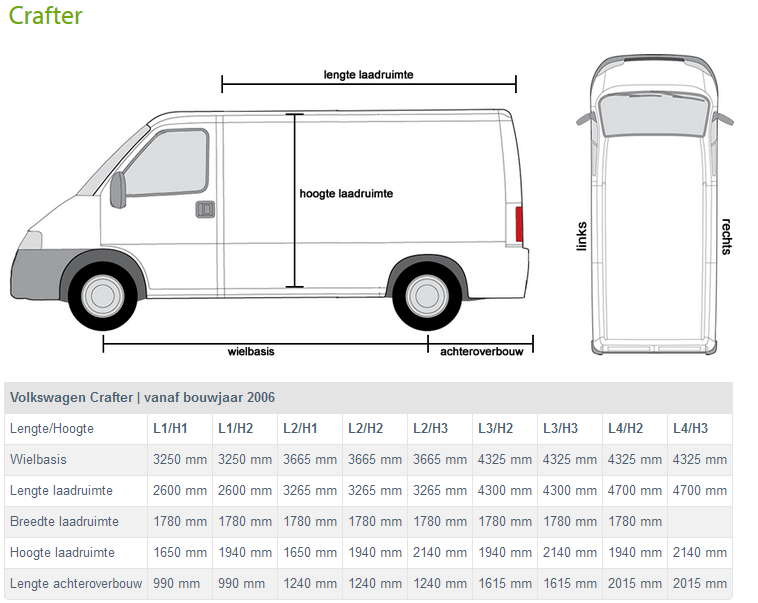 Crafter
lengte laadruimte
hoogte laadruimte
links
rechts
wielbasis
achteroverbouw
Volkswagen Crafter | vanaf bouwjaar 2006
Lengte/Hoogte L1/H1 L1/H2 L2/H1 L2/H2 L2/H3 L3/H2 L3/H3 L4/H2 L4/H3
Wielbasis 3250 mm 3250 mm 3665 mm 3665 mm 3665 mm 4325 mm 4325 mm 4325 mm 4325 mm
Lengte laadruimte 2600 mm 2600 mm 3265 mm 3265 mm 3265 mm 4300 mm 4300 mm 4700 mm 4700 mm
Breedte laadruimte 1780 mm 1780 mm 1780 mm 1780 mm 1780 mm 1780 mm 1780 mm 1780 mm
Hoogte laadruimte 1650 mm 1940 mm 1650 mm 1940 mm 2140 mm 1940 mm 2140 mm 1940 mm 2140 mm
Lengte achteroverbouw 990 mm 990 mm 1240 mm 1240 mm 1240 mm 1615 mm 1615 mm 2015 mm 2015 mm